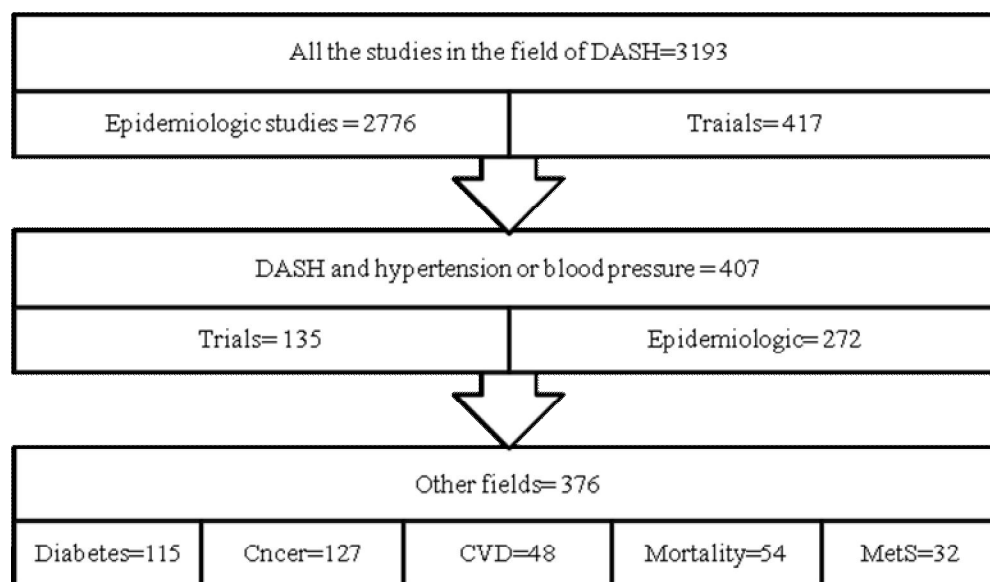 All the studies in the field of DASH=3193
Epidemiologic studies = 2776
Traials=417
DASH and hypertension or blood pressure = 407
Trials= 135
Epidemiologic= 272
Other fields= 376
Diabetes=115
Cncer=127
CVD=48
Mortality=54
MetS=32